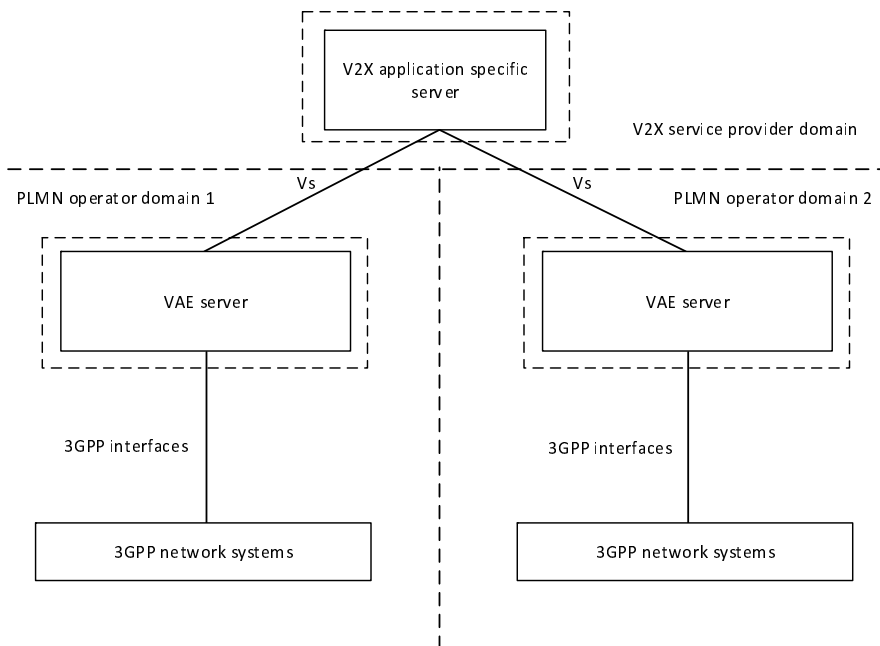 V2X application specific
server
V2X service provider domain
Vs
Vs
PLMN operator domain 1
PLMN operator domain 2
VAE server
VAE server
3GPP interfaces
3GPP interfaces
3GPP network systems
3GPP network systems